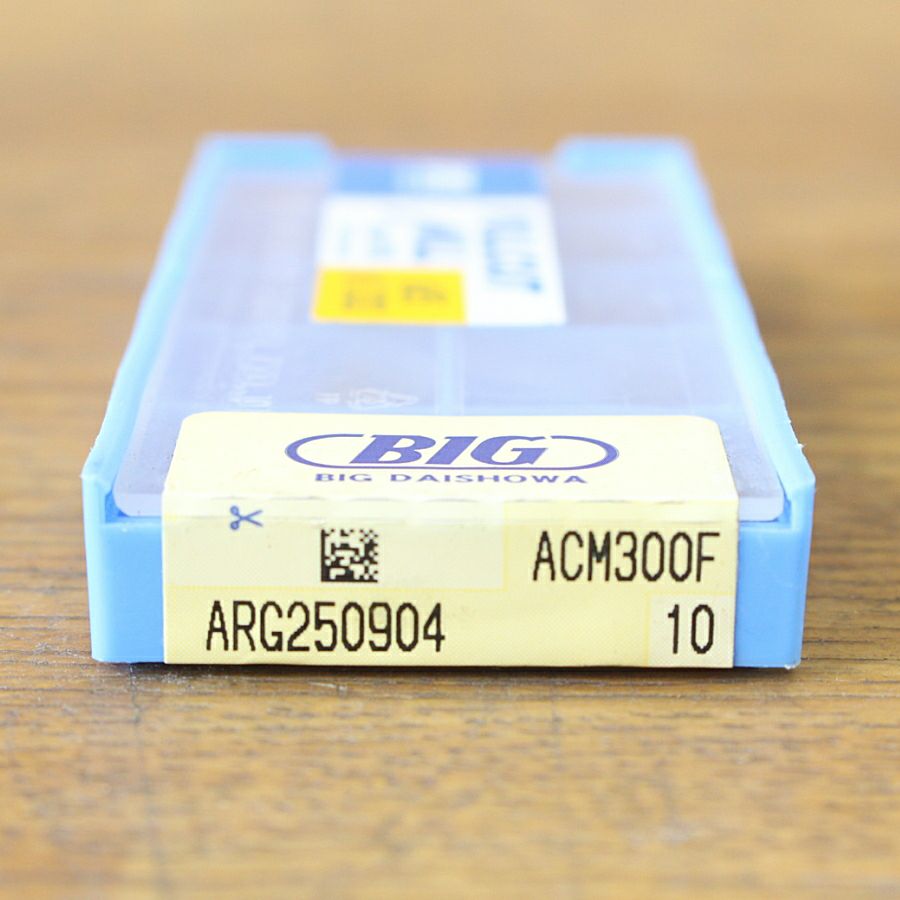 BIG
BIG DAISHOWA
ACM300F
ARG250904
10